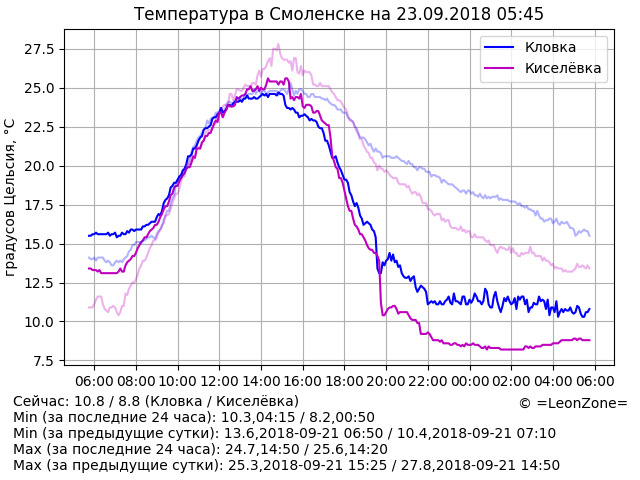 Температура в Смоленске на 23.09.2018 05:45
Кловка
Киселёвка
градусов Цельсия, °C
27.5
25.0
22.5
20.0
17.5
15.0
12.5
10.0
7.5
06:00 08:00 10:00 12:00 14:00 16:00 18:00 20:00 22:00 00:00 02:00 04:00 06:00
Сейчас: 10.8 / 8.8 (Кловка / Киселёвка)
© =LeonZone=
Min (за последние 24 часа): 10.3,04:15 / 8.2,00:50
Min (за предыдущие сутки): 13.6,2018-09-21 06:50 / 10.4,2018-09-21 07:10
Max (за последние 24 часа): 24.7,14:50 / 25.6,14:20
Max (за предыдущие сутки): 25.3,2018-09-21 15:25 / 27.8,2018-09-21 14:50